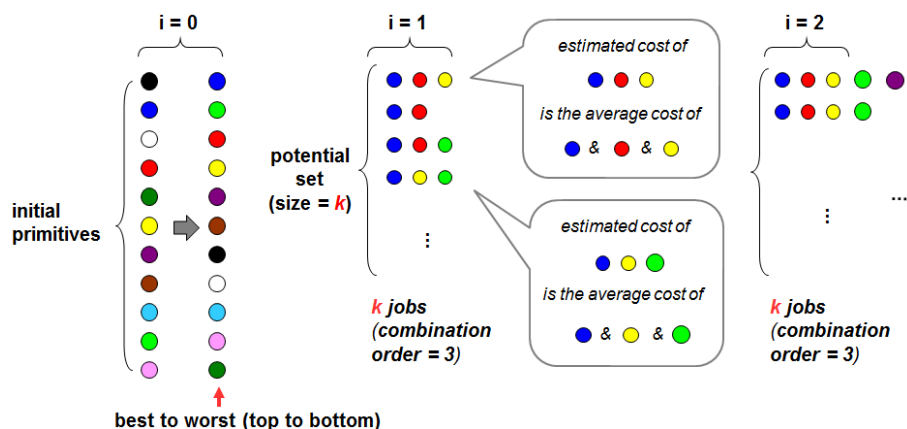 i = 0
i = 1
i = 2
initial
primitives
best to worst (top to bottom)
potential
set
(size = k)
...
k jobs
(combination
order = 3)
estimated cost of
is the average cost of
& &
estimated cost of
is the average cost of
& &
...
...
k jobs
(combination
order = 3)